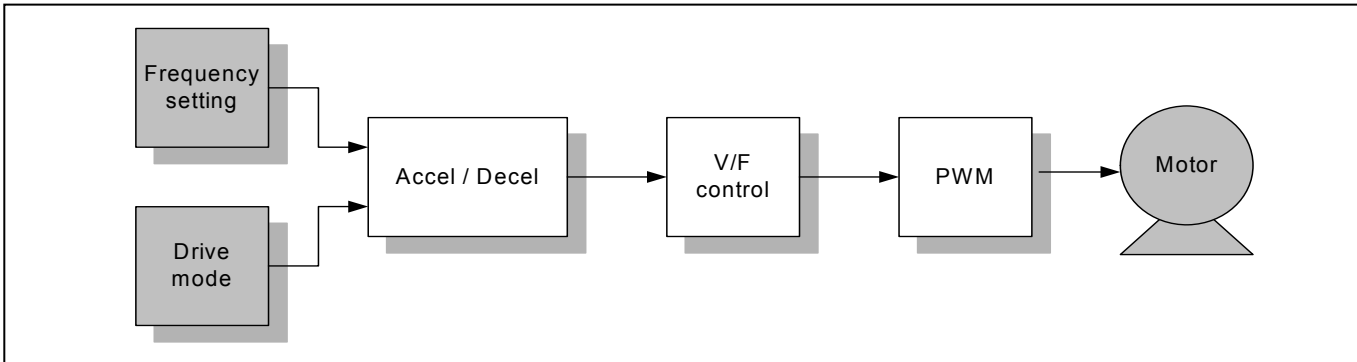 Frequency
setting
Drive
mode
Accel / Decel
V/F
control
PWM
Motor